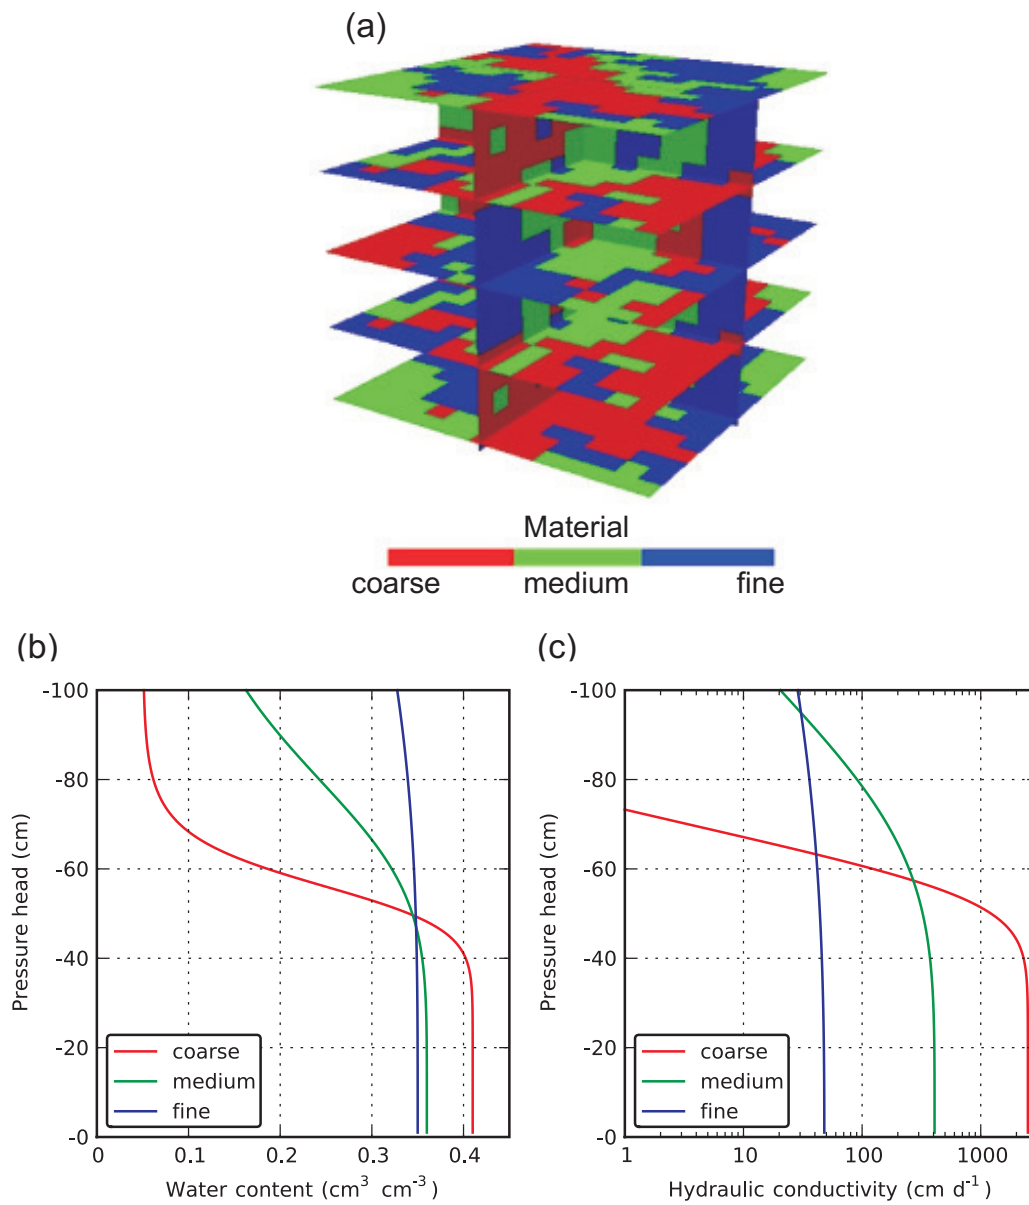 (a)
Material
coarse medium fine
(b)
-100
-80
-60
-40
-20
-0
Pressure head (cm)
coarse
medium
fine
0 0.1 0.2 0.3 0.4
Water content (cm³ cm⁻³)
(c)
-100
-80
-60
-40
-20
-0
Pressure head (cm)
coarse
medium
fine
1 10 100 1000
Hydraulic conductivity (cm d⁻¹)